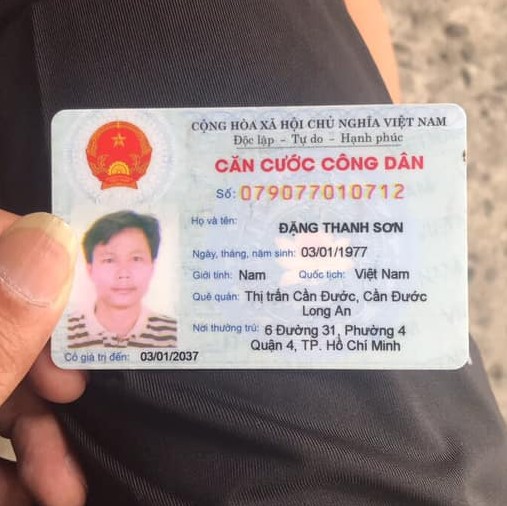 CỘNG HÒA XÃ HỘI CHỦ NGHĨA VIỆT NAM
Độc lập - Tự do - Hạnh phúc
CĂN CƯỚC CÔNG DÂN
Số: 079077010712
Họ và tên:
ĐẶNG THANH SƠN
Ngày, tháng, năm sinh: 03/01/1977
Giới tính: Nam Quốc tịch: Việt Nam
Quê quán: Thị trấn Cần Đước, Cần Đước
Long An
Nơi thường trú: 6 Đường 31, Phường 4
Quận 4, TP. Hồ Chí Minh
Có giá trị đến: 03/01/2037